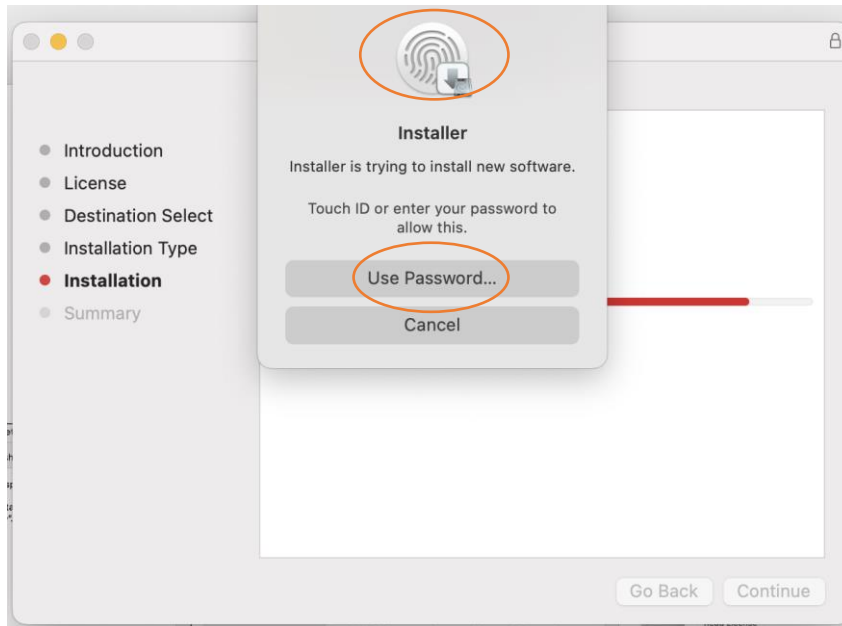 Installer
Installer is trying to install new software.
Touch ID or enter your password to
allow this.
Use Password...
Cancel
Introduction
License
Destination Select
Installation Type
Installation
Summary
Go Back
Continue